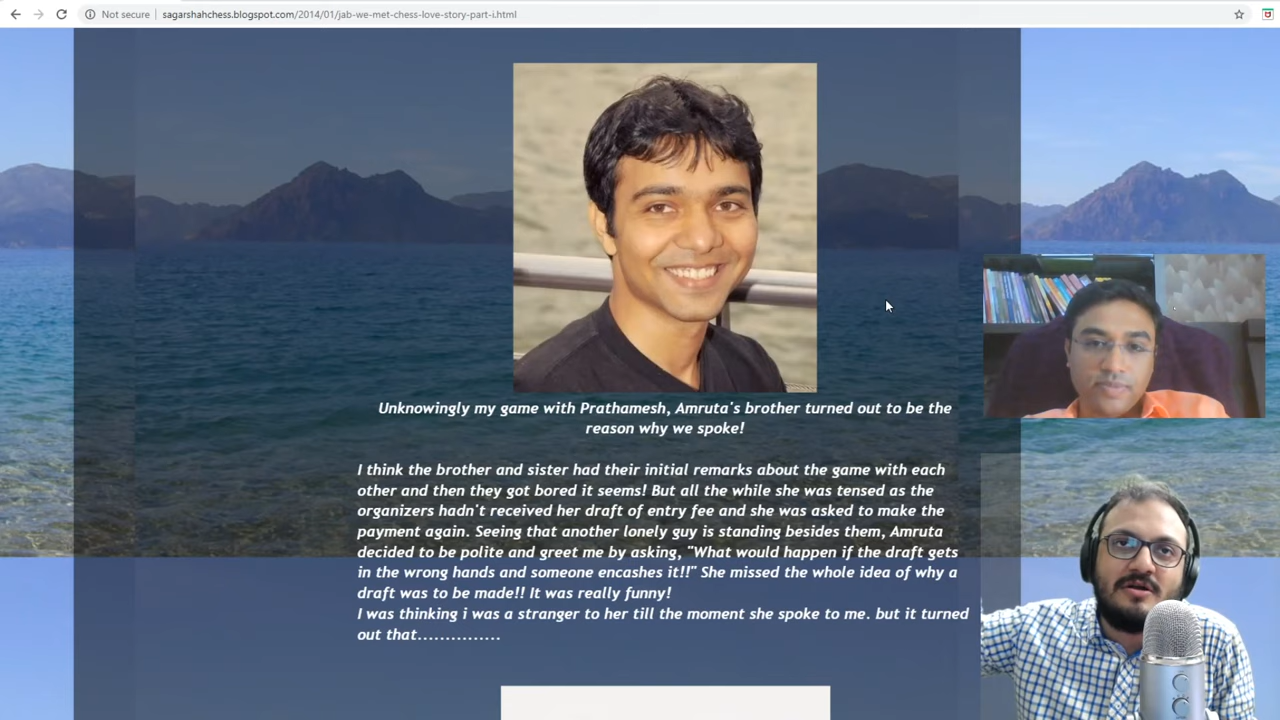 Not secure | sagarshahchess.blogspot.com/2014/01/jab-we-met-chess-love-story-part-i.html
Unknowingly my game with Prathamesh, Amruta's brother turned out to be the
reason why we spoke!
I think the brother and sister had their initial remarks about the game with each
other and then they got bored it seems! But all the while she was tensed as the
organizers hadn't received her draft of entry fee and she was asked to make the
payment again. Seeing that another lonely guy is standing besides them, Amruta
decided to be polite and greet me by asking, "What would happen if the draft gets
in the wrong hands and someone encashes it!!" She missed the whole idea of why a
draft was to be made!! It was really funny!
I was thinking i was a stranger to her till the moment she spoke to me. but it turned
out that...............